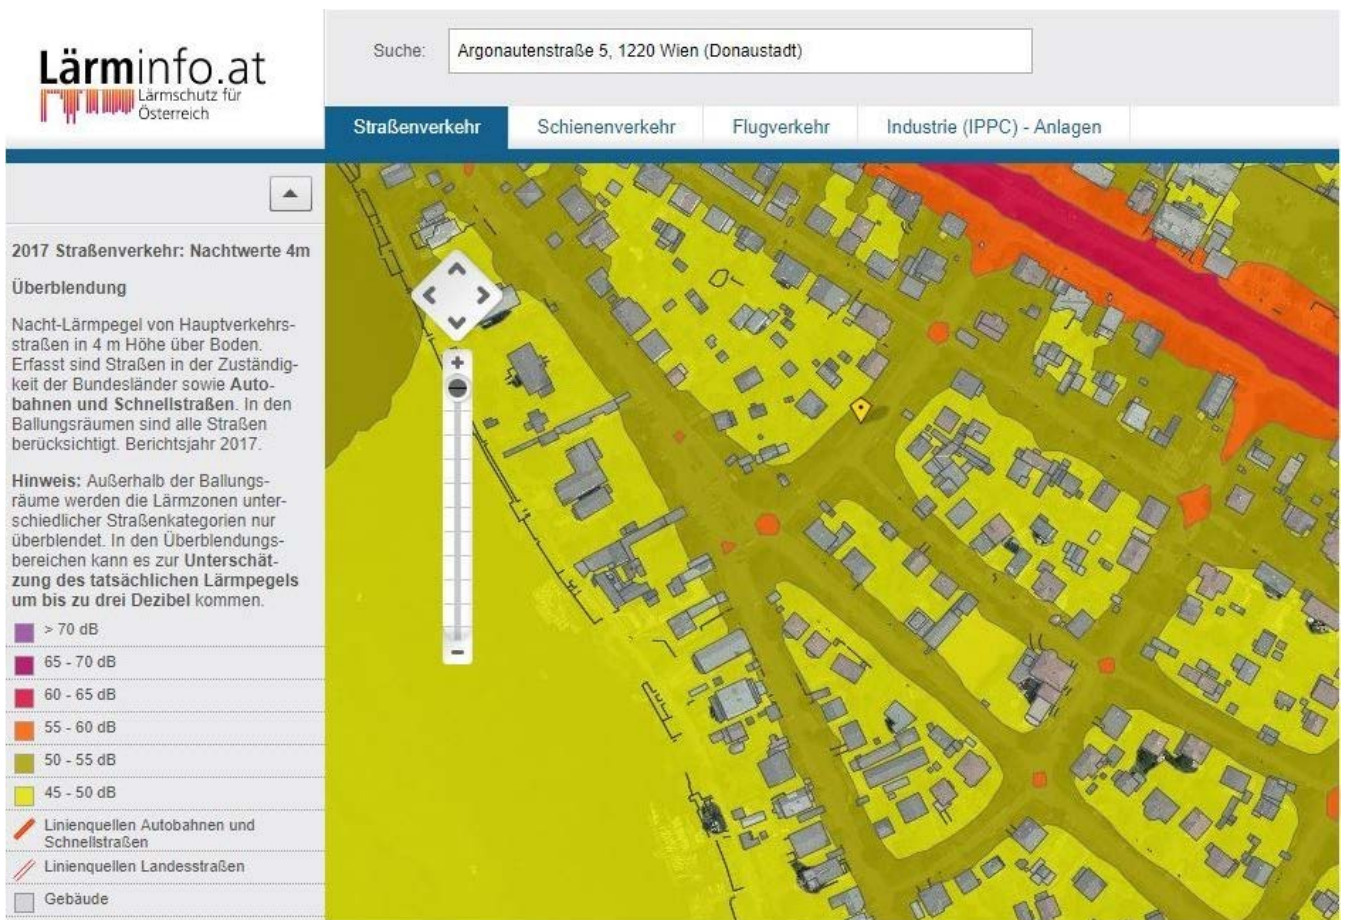 Lärminfo.at
Lärmschutz für
Österreich
Suche:
Argonautenstraße 5, 1220 Wien (Donaustadt)
Straßenverkehr
Schienenverkehr
Flugverkehr
Industrie (IPPC) - Anlagen
2017 Straßenverkehr: Nachtwerte 4m
Überblendung
Nacht-Lärmpegel von Hauptverkehrs-
straßen in 4 m Höhe über Boden.
Erfasst sind Straßen in der Zuständig-
keit der Bundesländer sowie Auto-
bahnen und Schnellstraßen. In den
Ballungsräumen sind alle Straßen
berücksichtigt. Berichtsjahr 2017.
Hinweis: Außerhalb der Ballungs-
räume werden die Lärmzonen unter-
schiedlicher Straßenkategorien nur
überblendet. In den Überblendungs-
bereichen kann es zur Unterschät-
zung des tatsächlichen Lärmpegels
um bis zu drei Dezibel kommen.
> 70 dB
65 - 70 dB
60 - 65 dB
55 - 60 dB
50 - 55 dB
45 - 50 dB
Linienquellen Autobahnen und
Schnellstraßen
Linienquellen Landesstraßen
Gebäude